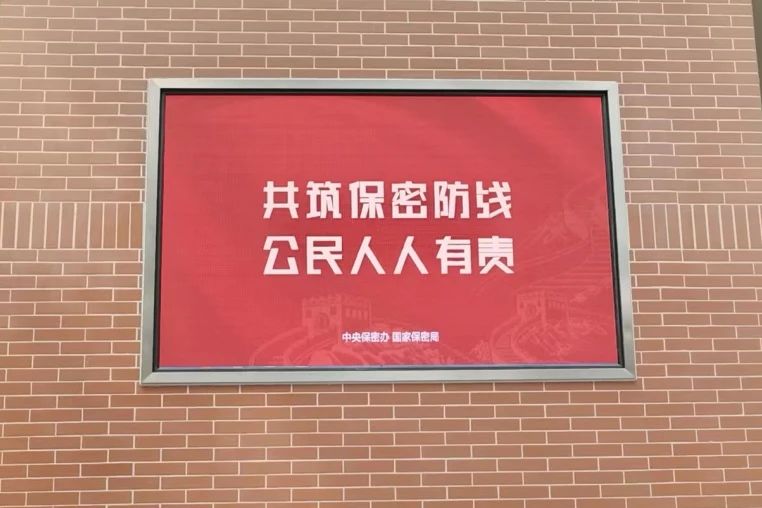 共筑保密防线
公民人人有责
中央保密办 国家保密局